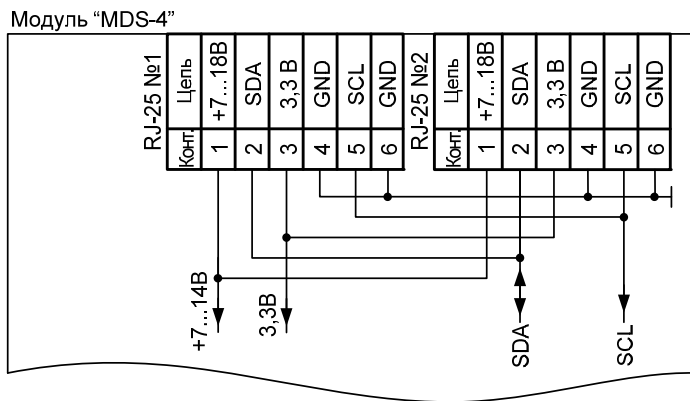 Модуль “MDS-4”
RJ-25 №1
Конт. Цепь
1 +7...18В
2 SDA
3 3,3 В
4 GND
5 SCL
6 GND
RJ-25 №2
Конт. Цепь
1 +7...18В
2 SDA
3 3,3 В
4 GND
5 SCL
6 GND
+7...14В
3,3В
SDA
SCL